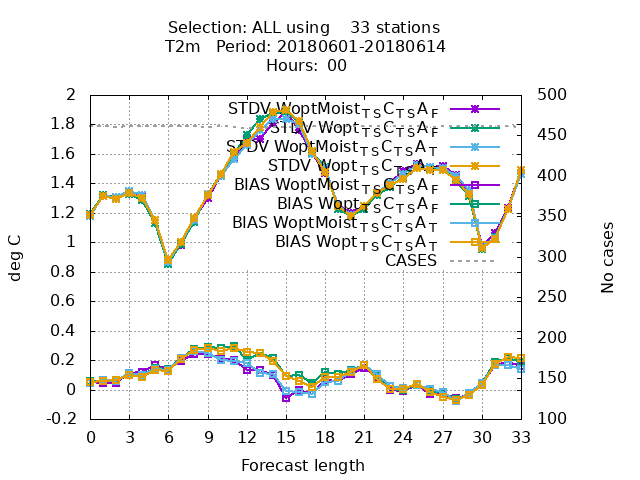 Selection: ALL using 33 stations
T2m Period: 20180601-20180614
Hours: 00
STDV WoptMoist_TS C_TS A_F
STDV Wopt_TS C_TS A_F
STDV WoptMoist_TS C_TS A_T
STDV Wopt_TS C_TS A_T
BIAS WoptMoist_TS C_TS A_F
BIAS Wopt_TS C_TS A_F
BIAS WoptMoist_TS C_TS A_T
BIAS Wopt_TS C_TS A_T
CASES
deg C
2
1.8
1.6
1.4
1.2
1
0.8
0.6
0.4
0.2
0
-0.2
No cases
500
450
400
350
300
250
200
150
100
0 3 6 9 12 15 18 21 24 27 30 33
Forecast length